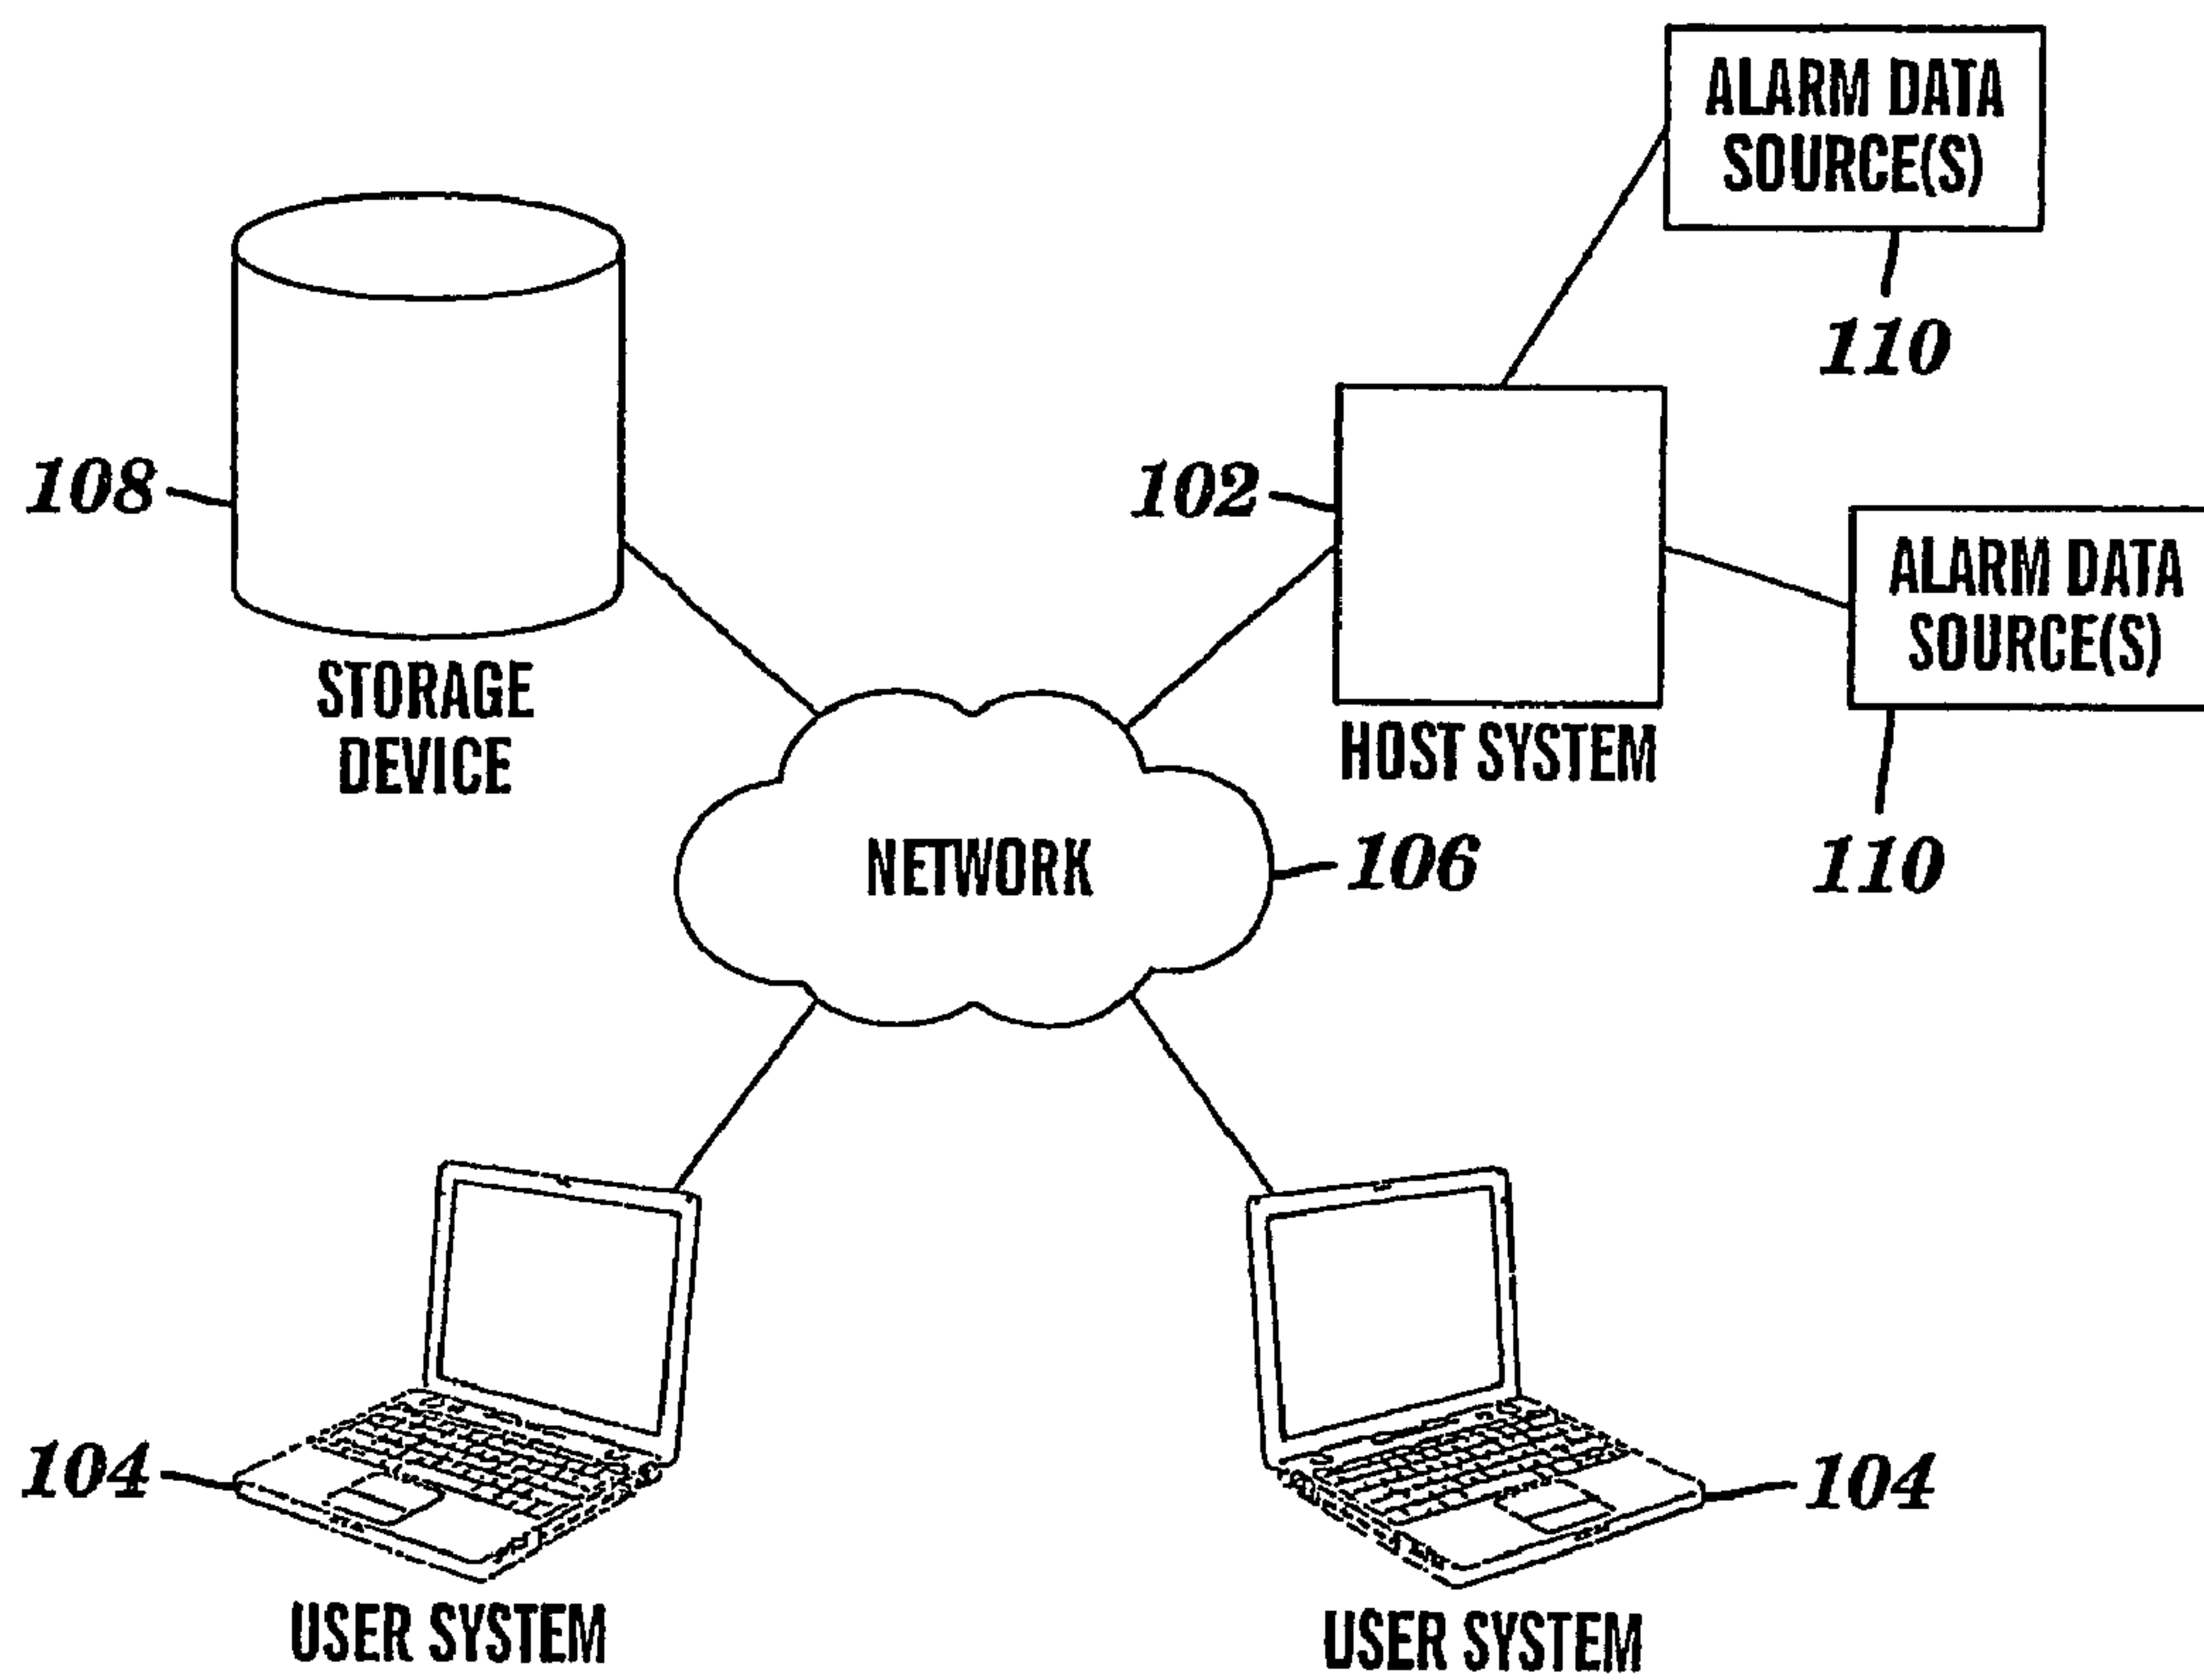 ALARM DATA
SOURCE(S)
110
108
102
ALARM DATA
SOURCE(S)
STORAGE
DEVICE
HOST SYSTEM
110
NETWORK
106
104
104
USER SYSTEM
USER SYSTEM